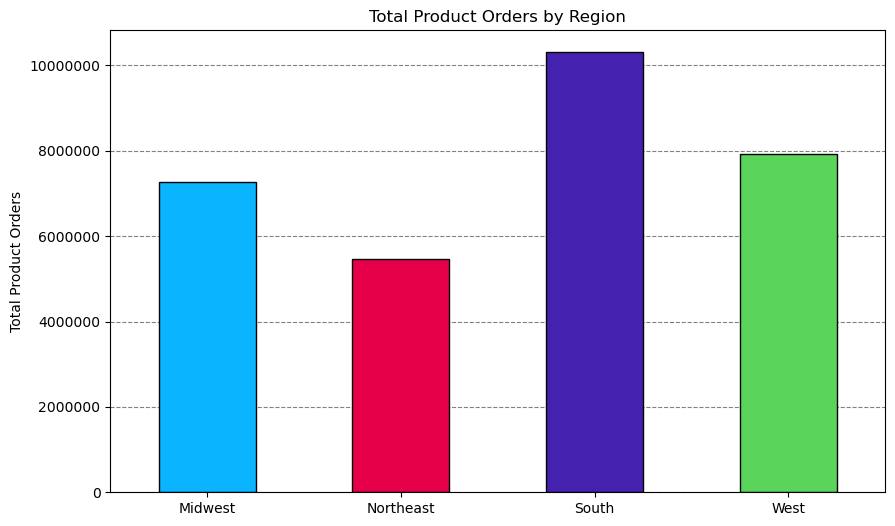 Total Product Orders by Region
Total Product Orders
10000000
8000000
6000000
4000000
2000000
0
Midwest Northeast South West